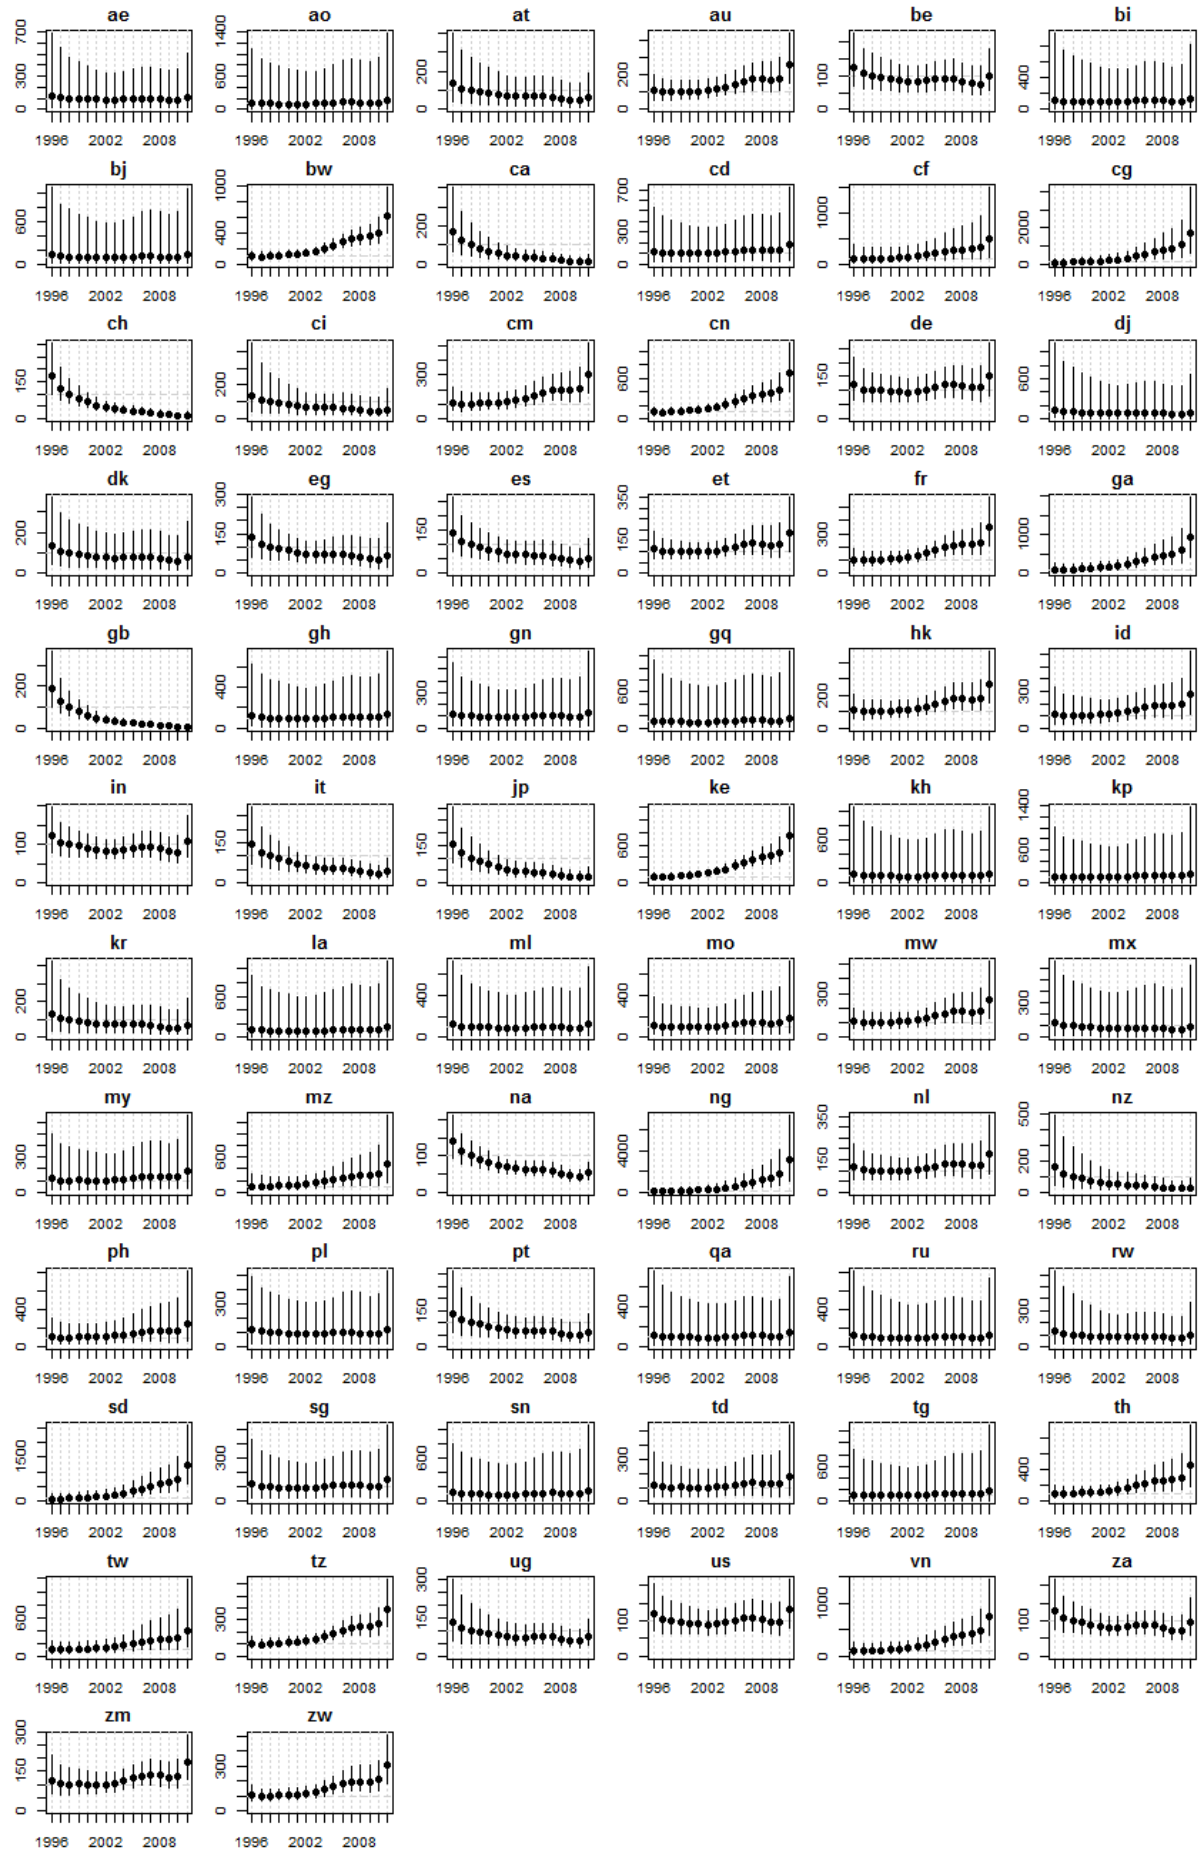 ae ao at au be bi
0 300 700 0 600 1400 0 200 0 200 0 100 0 400
1996 2002 2008 1996 2002 2008 1996 2002 2008 1996 2002 2008 1996 2002 2008 1996 2002 2008
bj bw ca cd cf cg
0 600 0 400 1000 0 200 0 300 700 0 1000 0 2000
1996 2002 2008 1996 2002 2008 1996 2002 2008 1996 2002 2008 1996 2002 2008 1996 2002 2008
ch ci cm cn de dj
0 150 0 200 0 300 0 600 0 150 0 600
1996 2002 2008 1996 2002 2008 1996 2002 2008 1996 2002 2008 1996 2002 2008 1996 2002 2008
dk eg es et fr ga
0 200 0 150 300 0 150 0 150 350 0 300 0 1000
1996 2002 2008 1996 2002 2008 1996 2002 2008 1996 2002 2008 1996 2002 2008 1996 2002 2008
gb gh gn gq hk id
0 200 0 400 0 300 0 600 0 200 0 300
1996 2002 2008 1996 2002 2008 1996 2002 2008 1996 2002 2008 1996 2002 2008 1996 2002 2008
in it jp ke kh kp
0 100 0 150 0 150 0 600 0 600 0 600 1400
1996 2002 2008 1996 2002 2008 1996 2002 2008 1996 2002 2008 1996 2002 2008 1996 2002 2008
kr la ml mo mw mx
0 200 0 600 0 400 0 400 0 300 0 300
1996 2002 2008 1996 2002 2008 1996 2002 2008 1996 2002 2008 1996 2002 2008 1996 2002 2008
my mz na ng nl nz
0 300 0 600 0 100 0 4000 0 150 350 0 200 500
1996 2002 2008 1996 2002 2008 1996 2002 2008 1996 2002 2008 1996 2002 2008 1996 2002 2008
ph pl pt qa ru rw
0 400 0 300 0 150 0 400 0 400 0 300
1996 2002 2008 1996 2002 2008 1996 2002 2008 1996 2002 2008 1996 2002 2008 1996 2002 2008
sd sg sn td tg th
0 1500 0 300 0 600 0 300 0 600 0 400
1996 2002 2008 1996 2002 2008 1996 2002 2008 1996 2002 2008 1996 2002 2008 1996 2002 2008
tw tz ug us vn za
0 600 0 300 0 150 300 0 100 0 1000 0 100
1996 2002 2008 1996 2002 2008 1996 2002 2008 1996 2002 2008 1996 2002 2008 1996 2002 2008
zm zw
0 150 300 0 300
1996 2002 2008 1996 2002 2008